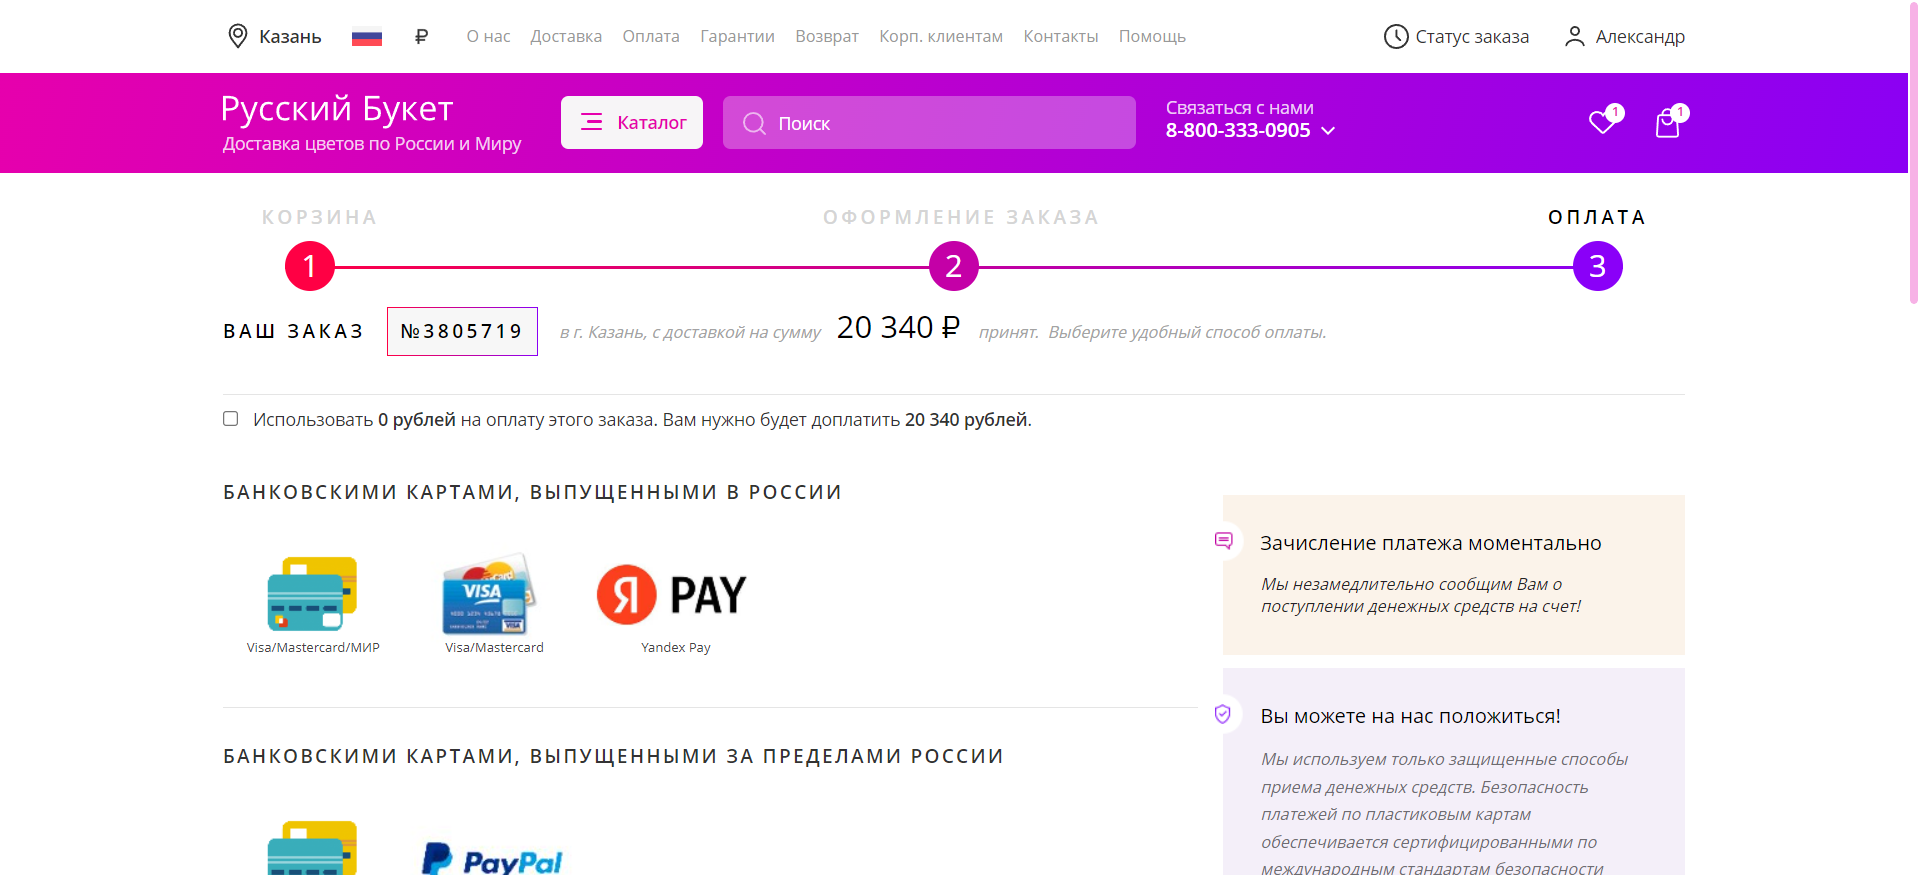 Казань
О нас Доставка Оплата Гарантии Возврат Корп. клиентам Контакты Помощь
Статус заказа
Александр
Русский Букет
Доставка цветов по России и Миру
Каталог
Поиск
Связаться с нами
8-800-333-0905
1
1
КОРЗИНА
ОФОРМЛЕНИЕ ЗАКАЗА
ОПЛАТА
1
2
3
ВАШ ЗАКАЗ №3805719 в г. Казань, с доставкой на сумму 20 340 ₽ принят. Выберите удобный способ оплаты.
Использовать 0 рублей на оплату этого заказа. Вам нужно будет доплатить 20 340 рублей.
БАНКОВСКИМИ КАРТАМИ, ВЫПУЩЕННЫМИ В РОССИИ
VISA
VISA
Я PAY
Visa/Mastercard/МИР
Visa/Mastercard
Yandex Pay
БАНКОВСКИМИ КАРТАМИ, ВЫПУЩЕННЫМИ ЗА ПРЕДЕЛАМИ РОССИИ
PayPal
Зачисление платежа моментально
Мы незамедлительно сообщим Вам о
поступлении денежных средств на счет!
Вы можете на нас положиться!
Мы используем только защищенные способы
приема денежных средств. Безопасность
платежей по пластиковым картам
обеспечивается сертифицированными по
международным стандартам безопасности